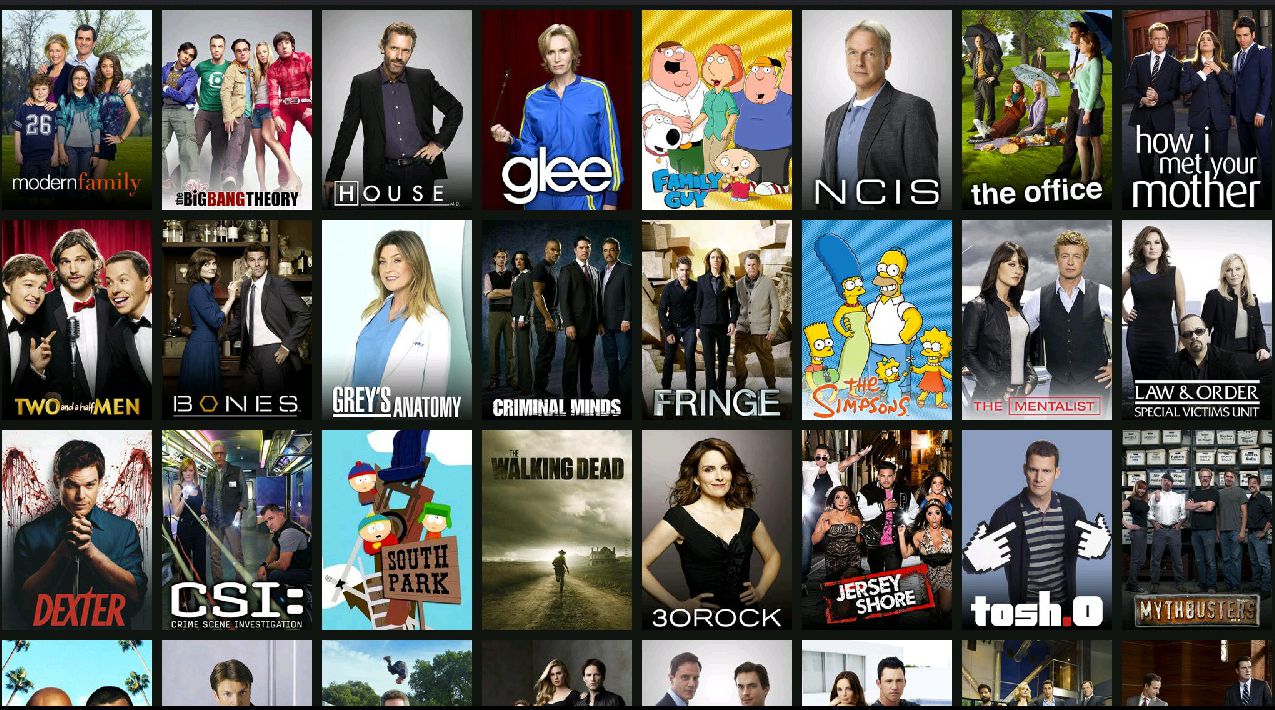 26
modernfamily
the BIG BANG THEORY
HOUSE M.D.
glee
FAMILY
GUY
NCIS
the office
how i
met your
mother
TWO and a half MEN
BONES
GREY'S ANATOMY
CRIMINAL MINDS
FRINGE
the
SIMPSONS
THE MENTALIST
LAW & ORDER
SPECIAL VICTIMS UNIT
DEXTER
CSI:
CRIME SCENE INVESTIGATION
SOUTH
PARK
THE
WALKING DEAD
30ROCK
JERSEY
SHORE
tosh.0
MYTHBUSTERS